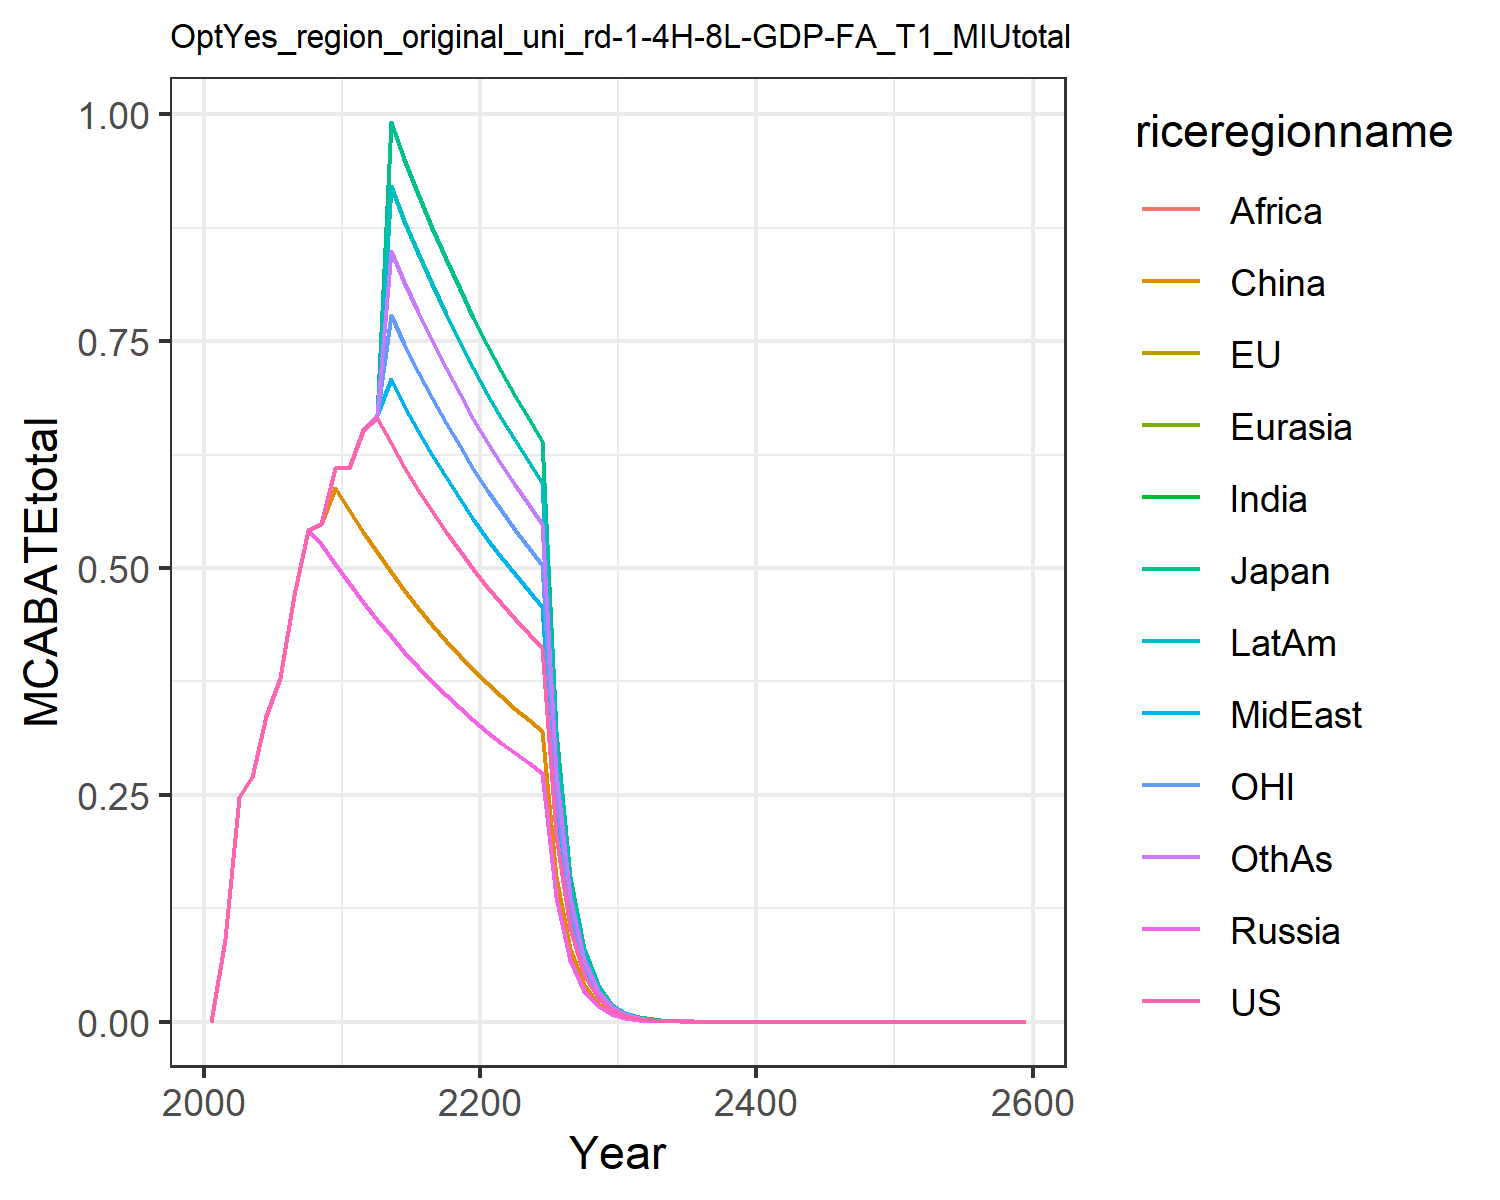 OptYes_region_original_uni_rd-1-4H-8L-GDP-FA_T1_MIUtotal
MCABATEtotal
1.00
0.75
0.50
0.25
0.00
2000
2200
2400
2600
Year
riceregionname
Africa
China
EU
Eurasia
India
Japan
LatAm
MidEast
OHI
OthAs
Russia
US